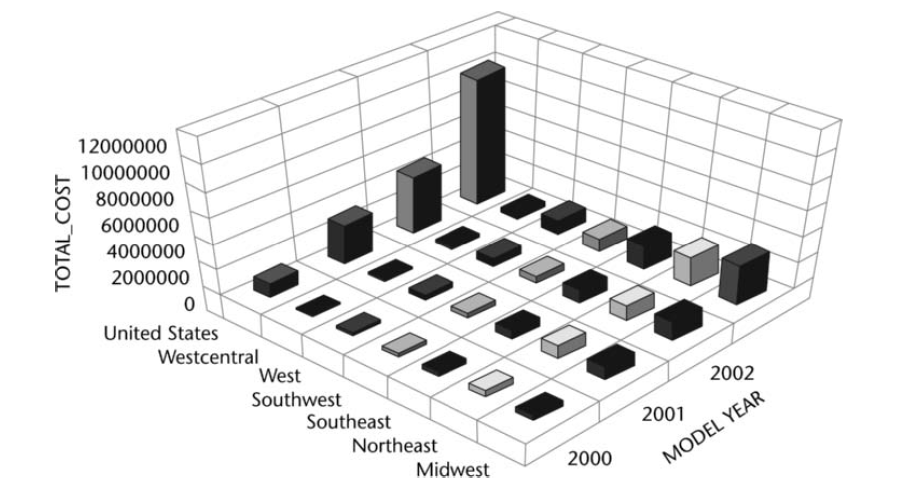 TOTAL_COST
12000000
10000000
8000000
6000000
4000000
2000000
0
United States
Westcentral
West
Southwest
Southeast
Northeast
Midwest
2000
2001
2002
MODEL YEAR